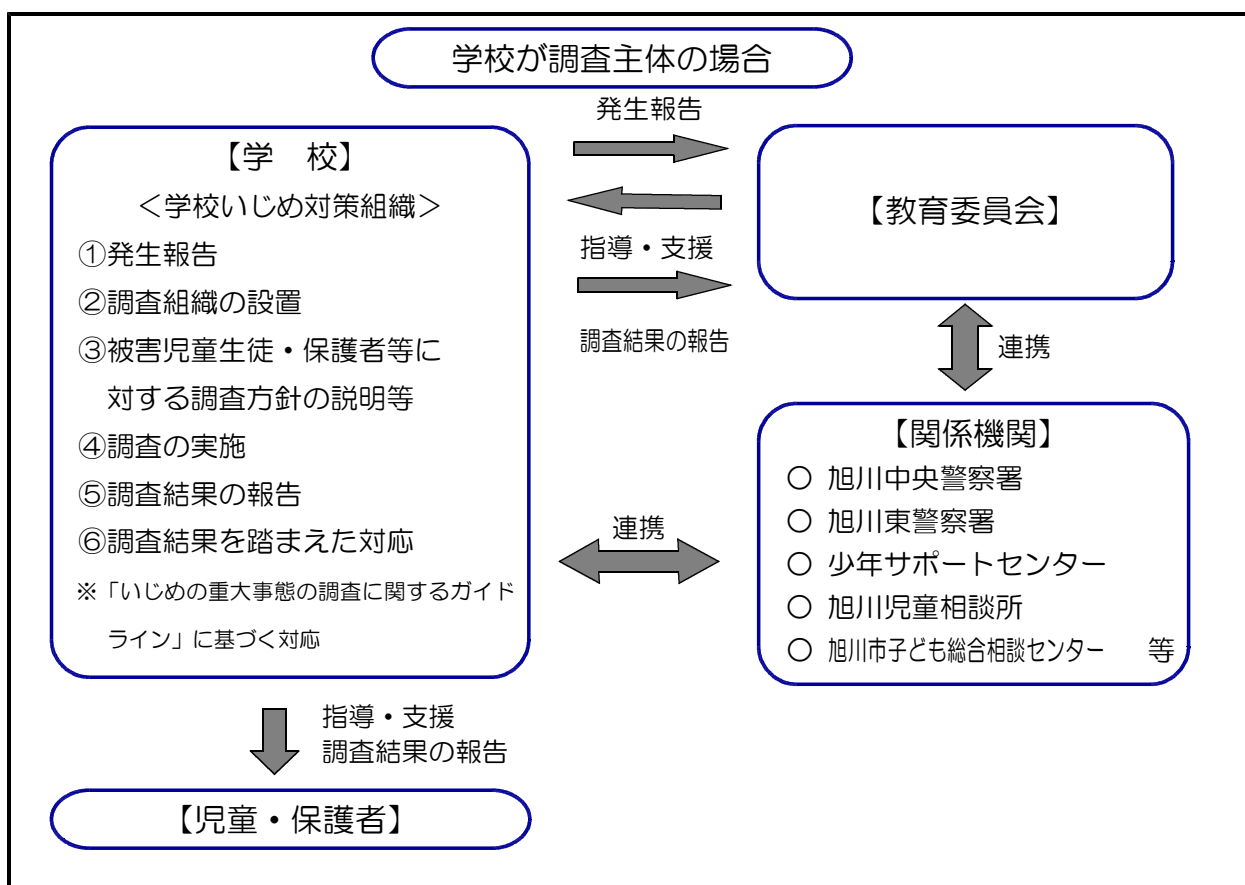 学校が調査主体の場合
発生報告
【学　校】
＜学校いじめ対策組織＞
①発生報告
②調査組織の設置
③被害児童生徒・保護者等に
対する調査方針の説明等
④調査の実施
⑤調査結果の報告
⑥調査結果を踏まえた対応
※「いじめの重大事態の調査に関するガイド
ライン」に基づく対応
指導・支援
調査結果の報告
【教育委員会】
連携
連携
【関係機関】
○ 旭川中央警察署
○ 旭川東警察署
○ 少年サポートセンター
○ 旭川児童相談所
○ 旭川市子ども総合相談センター　等
指導・支援
調査結果の報告
【児童・保護者】